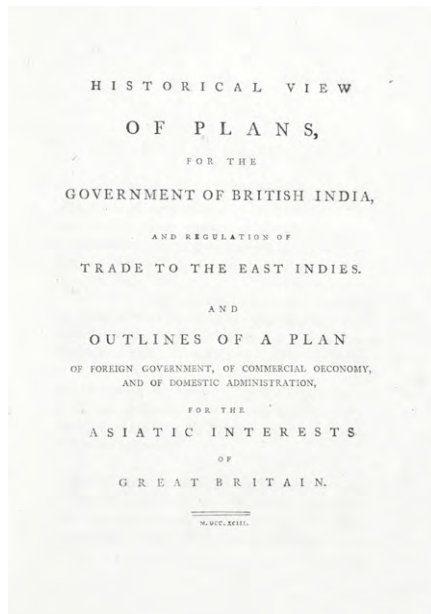 HISTORICAL VIEW
OF PLANS,
FOR THE
GOVERNMENT OF BRITISH INDIA,
AND REGULATION OF
TRADE TO THE EAST INDIES.
AND
OUTLINES OF A PLAN
OF FOREIGN GOVERNMENT, OF COMMERCIAL OECONOMY,
AND OF DOMESTIC ADMINISTRATION,
FOR THE
ASIATIC INTERESTS
OF
GREAT BRITAIN.
M.DCC.XCIII.